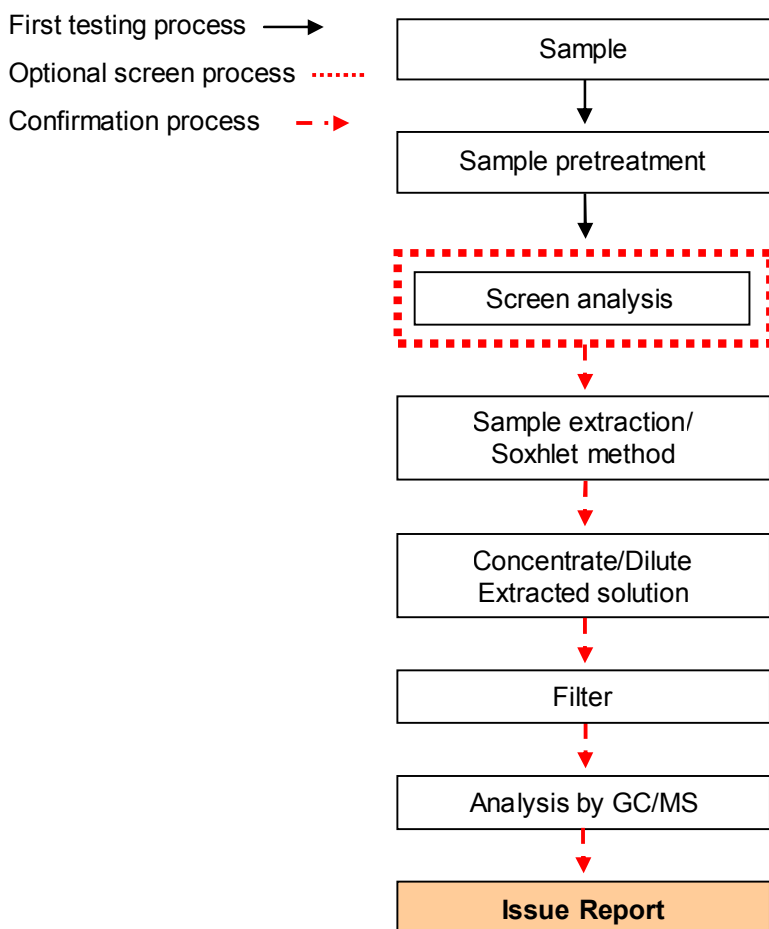 First testing process
Optional screen process
Confirmation process
Sample
Sample pretreatment
Screen analysis
Sample extraction/
Soxhlet method
Concentrate/Dilute
Extracted solution
Filter
Analysis by GC/MS
Issue Report